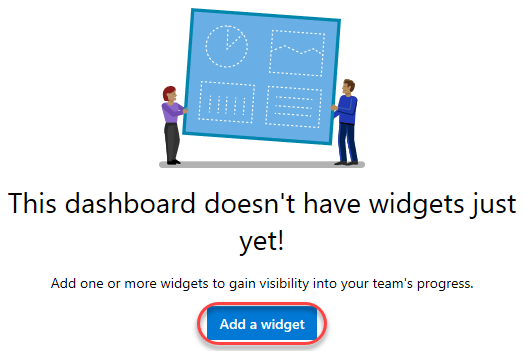 This dashboard doesn't have widgets just
yet!
Add one or more widgets to gain visibility into your team's progress.
Add a widget